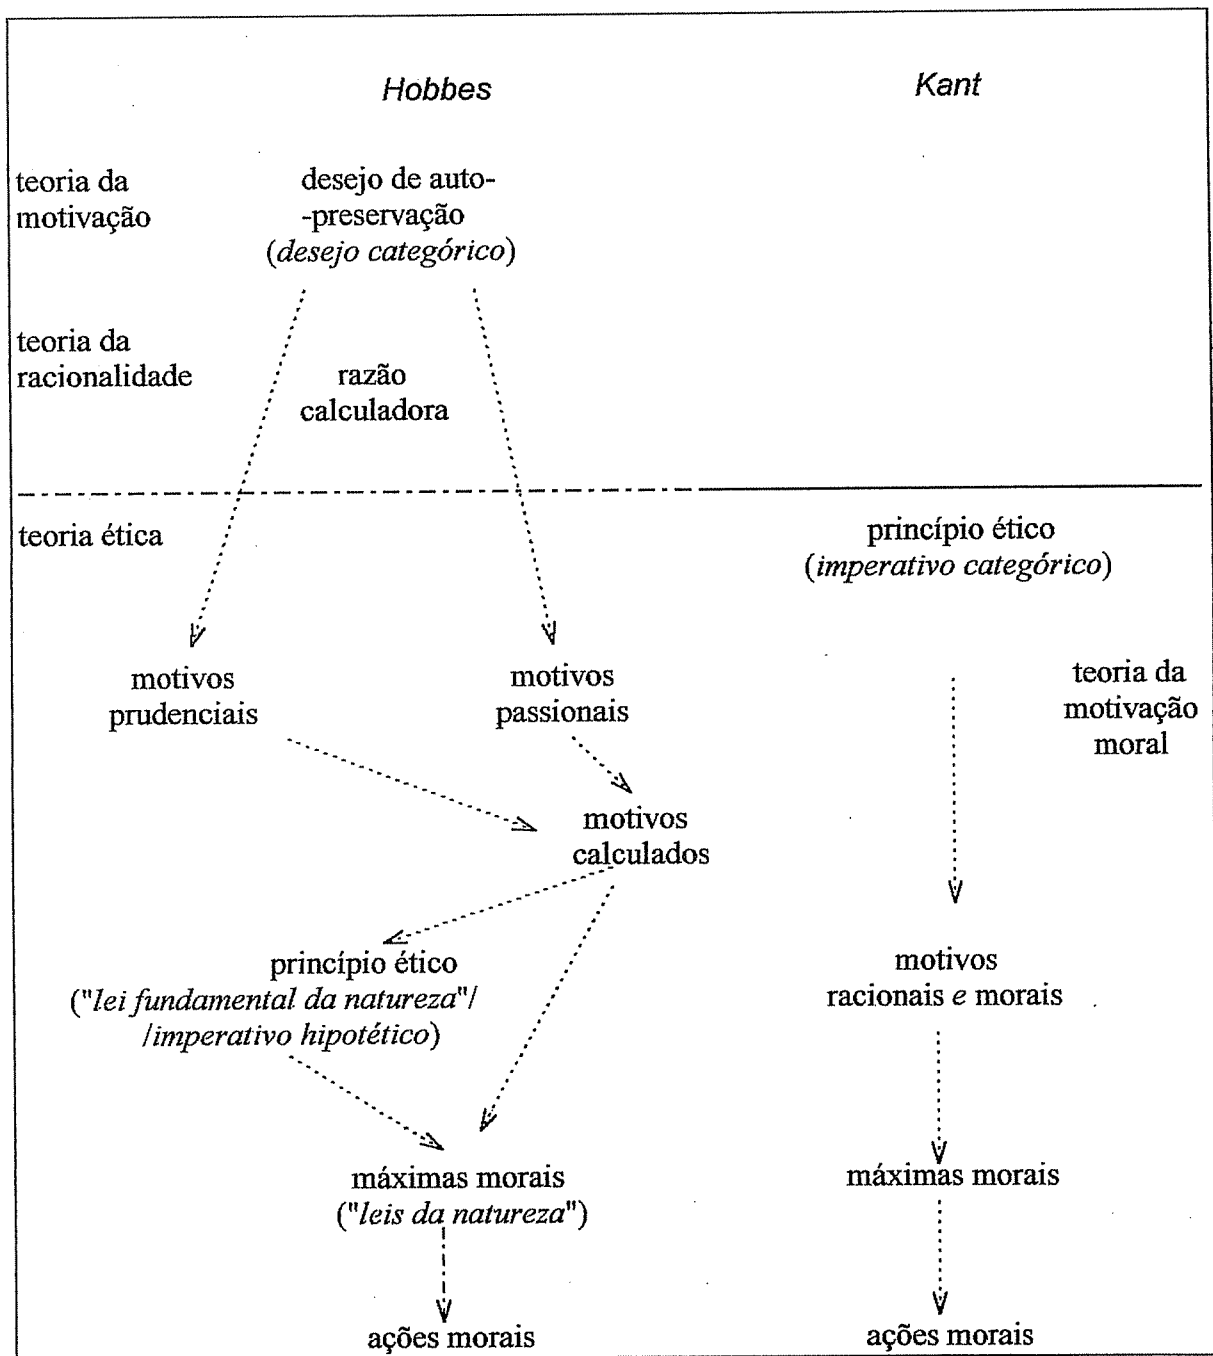 Hobbes
Kant
teoria da
motivação
desejo de auto-
-preservação
(desejo categórico)
teoria da
racionalidade
razão
calculadora
teoria ética
princípio ético
(imperativo categórico)
motivos
prudenciais
motivos
passionais
teoria da
motivação
moral
motivos
calculados
princípio ético
("lei fundamental da natureza"/
/imperativo hipotético)
motivos
racionais e morais
máximas morais
("leis da natureza")
máximas morais
ações morais
ações morais